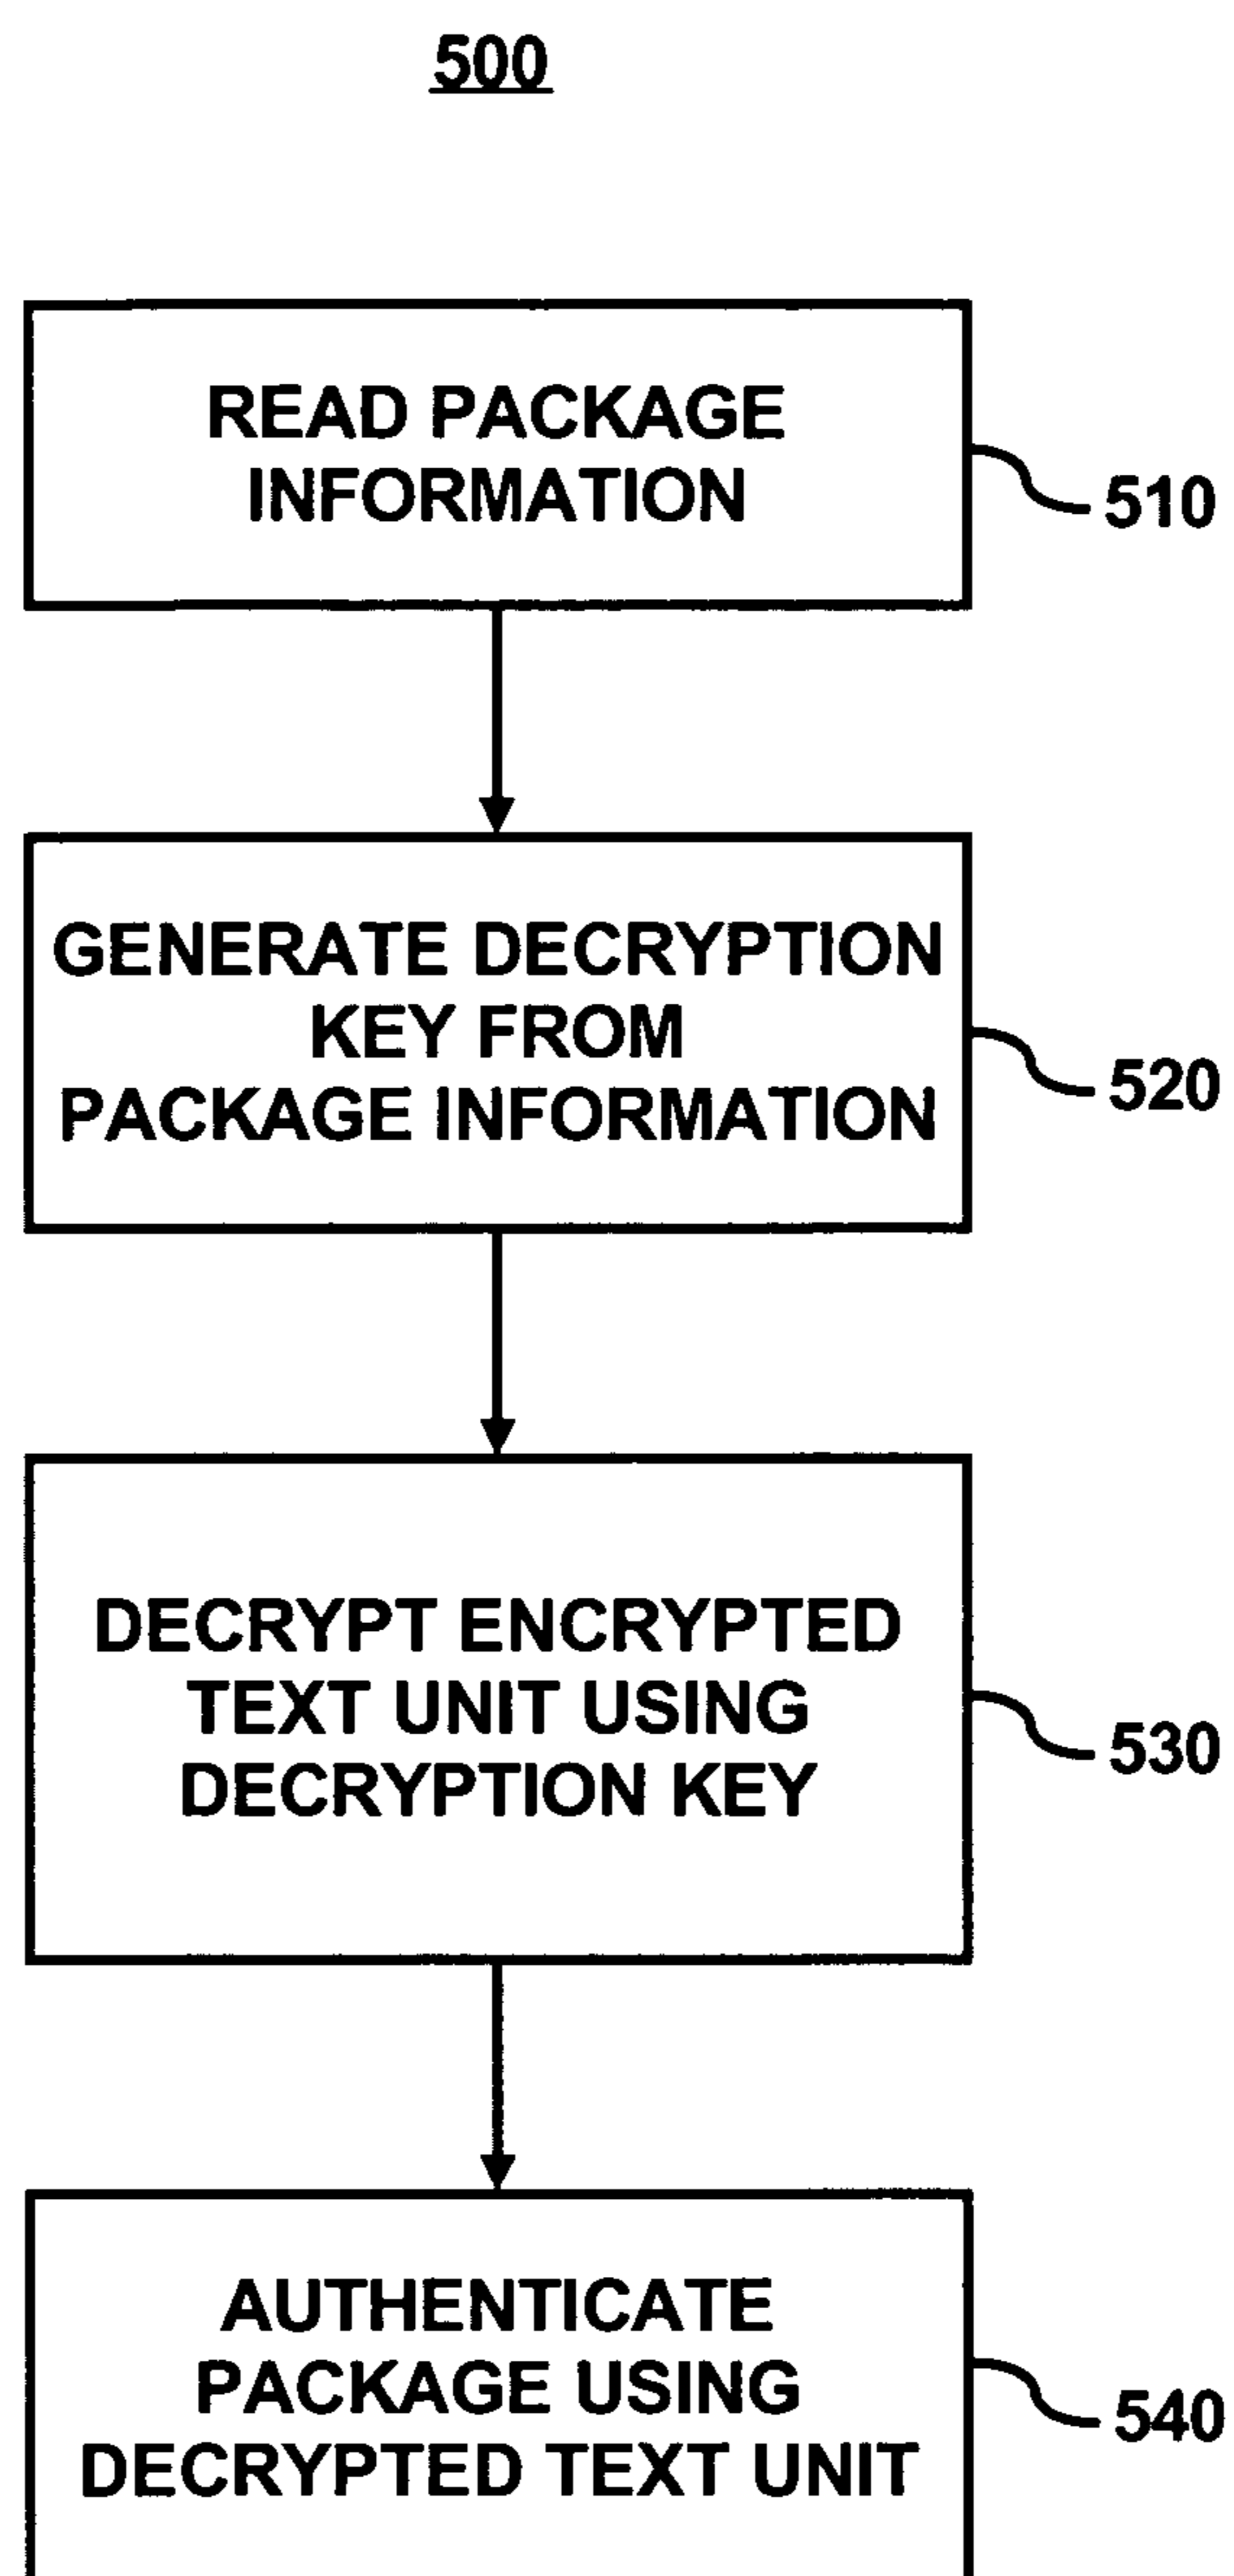 500
READ PACKAGE
INFORMATION
510
GENERATE DECRYPTION
KEY FROM
PACKAGE INFORMATION
520
DECRYPT ENCRYPTED
TEXT UNIT USING
DECRYPTION KEY
530
AUTHENTICATE
PACKAGE USING
DECRYPTED TEXT UNIT
540